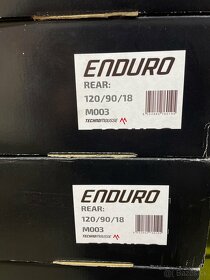 ENDURO
REAR:
120/90/18
M003
TECHNOMOUSSE
ENDURO
REAR:
120/90/18
M003
TECHNOMOUSSE